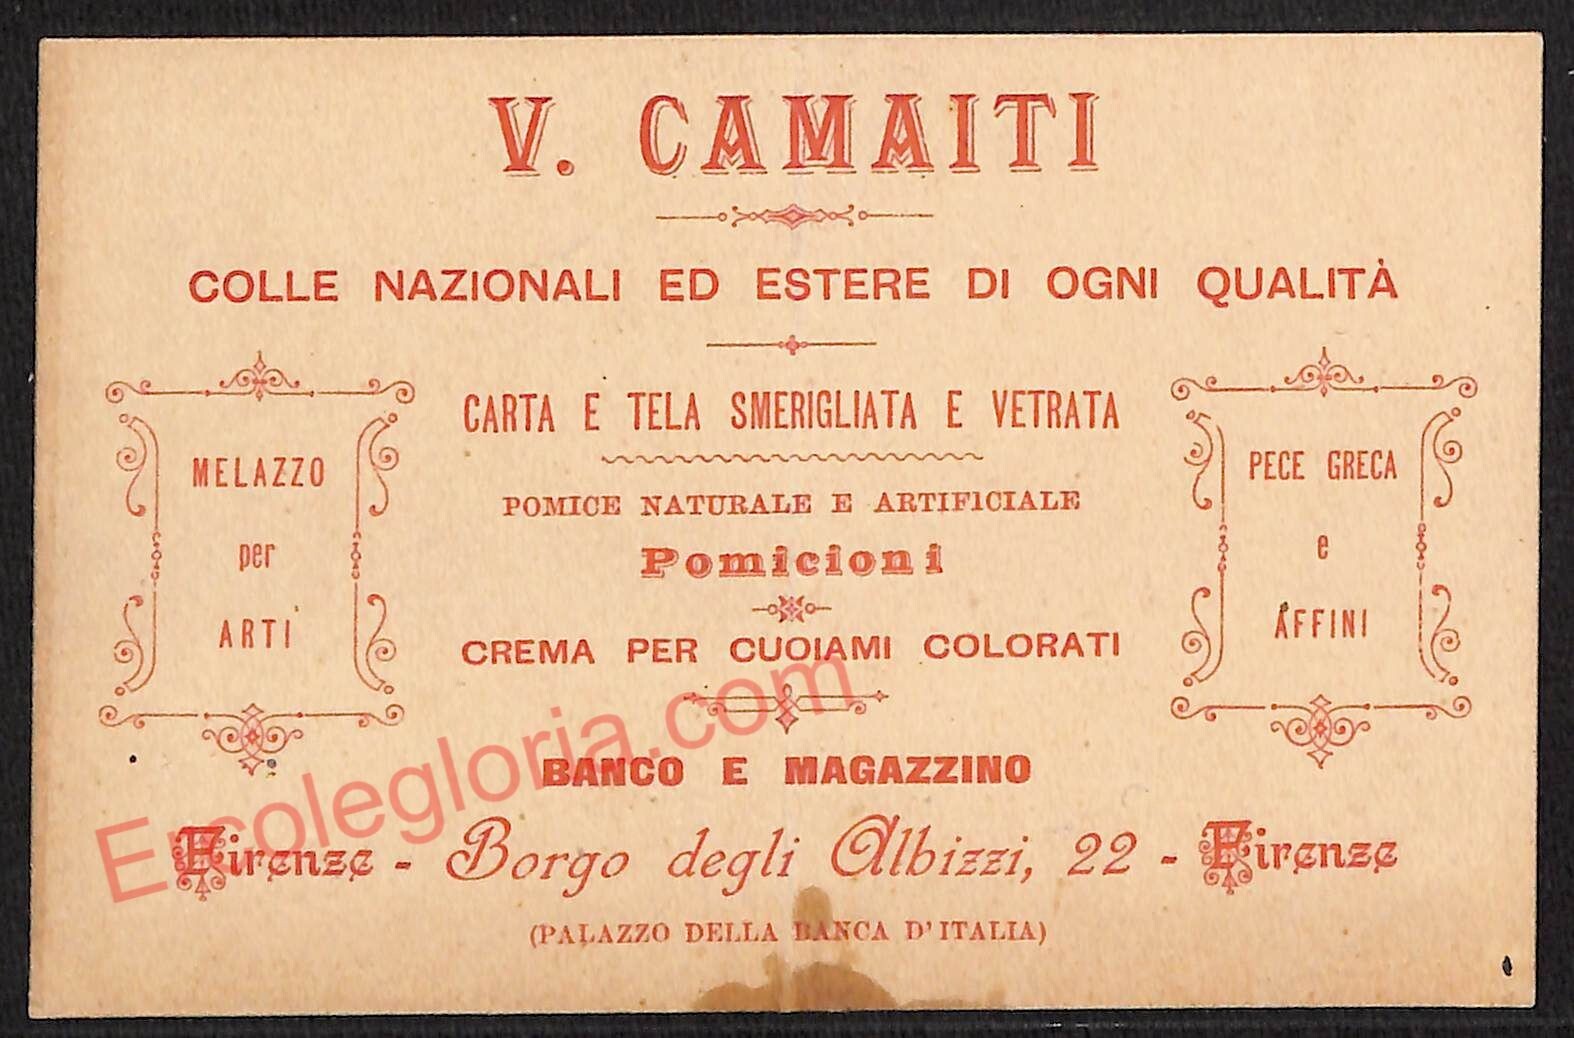 V. CAMAITI
COLLE NAZIONALI ED ESTERE DI OGNI QUALITÀ
CARTA E TELA SMERIGLIATA E VETRATA
MELAZZO
per
ARTI
POMICE NATURALE E ARTIFICIALE
Pomicioni
CREMA PER CUOIAMI COLORATI
PECE GRECA
e
AFFINI
BANCO E MAGAZZINO
Firenze - Borgo degli Albizzi, 22 - Firenze
(PALAZZO DELLA BANCA D'ITALIA)
Ercolegloria.com